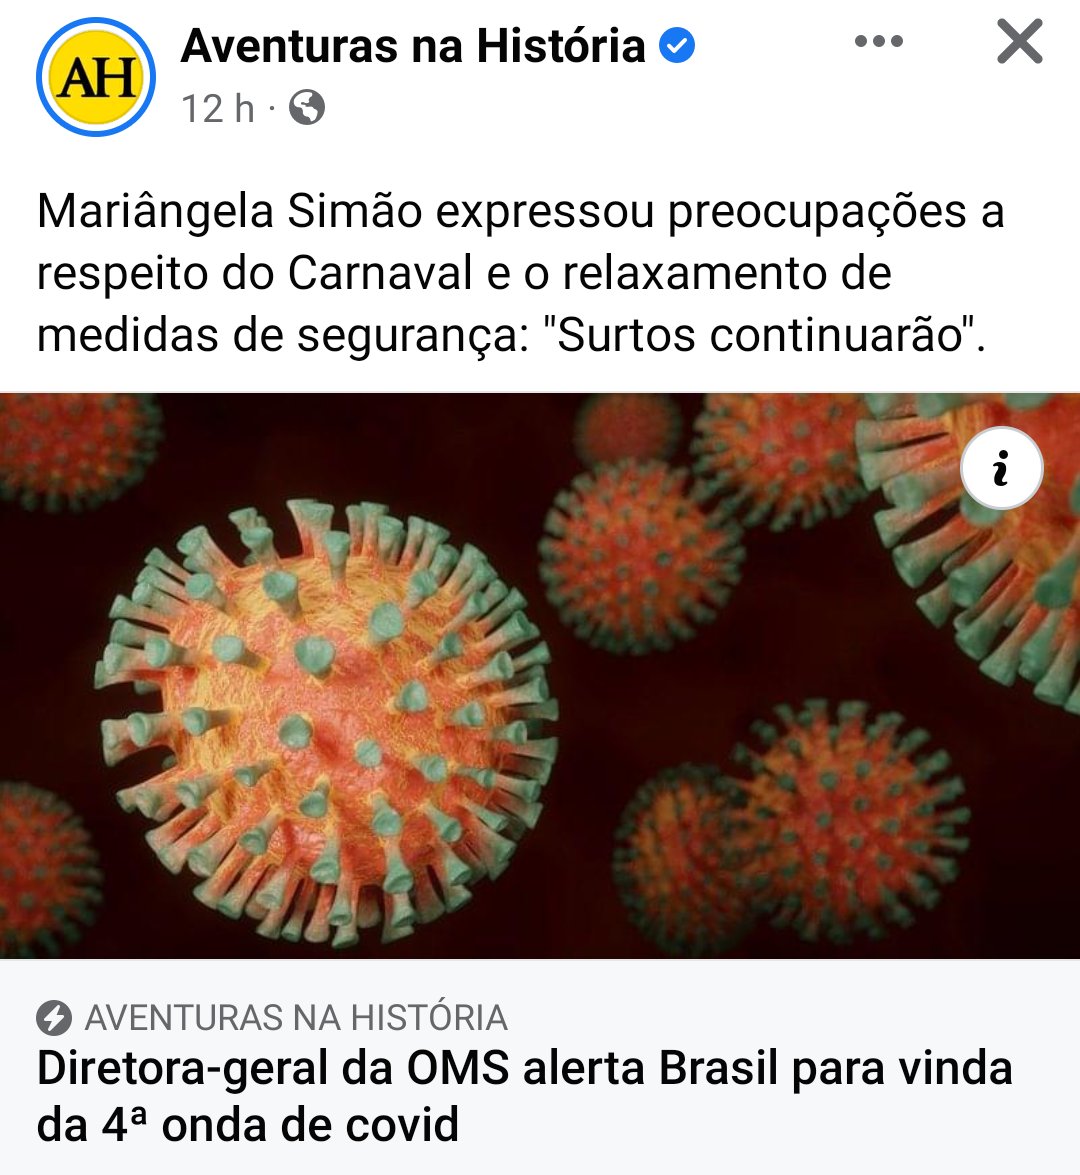 AH
Aventuras na História
12 h ·
Mariângela Simão expressou preocupações a
respeito do Carnaval e o relaxamento de
medidas de segurança: "Surtos continuarão".
i
AVENTURAS NA HISTÓRIA
Diretora-geral da OMS alerta Brasil para vinda
da 4ª onda de covid